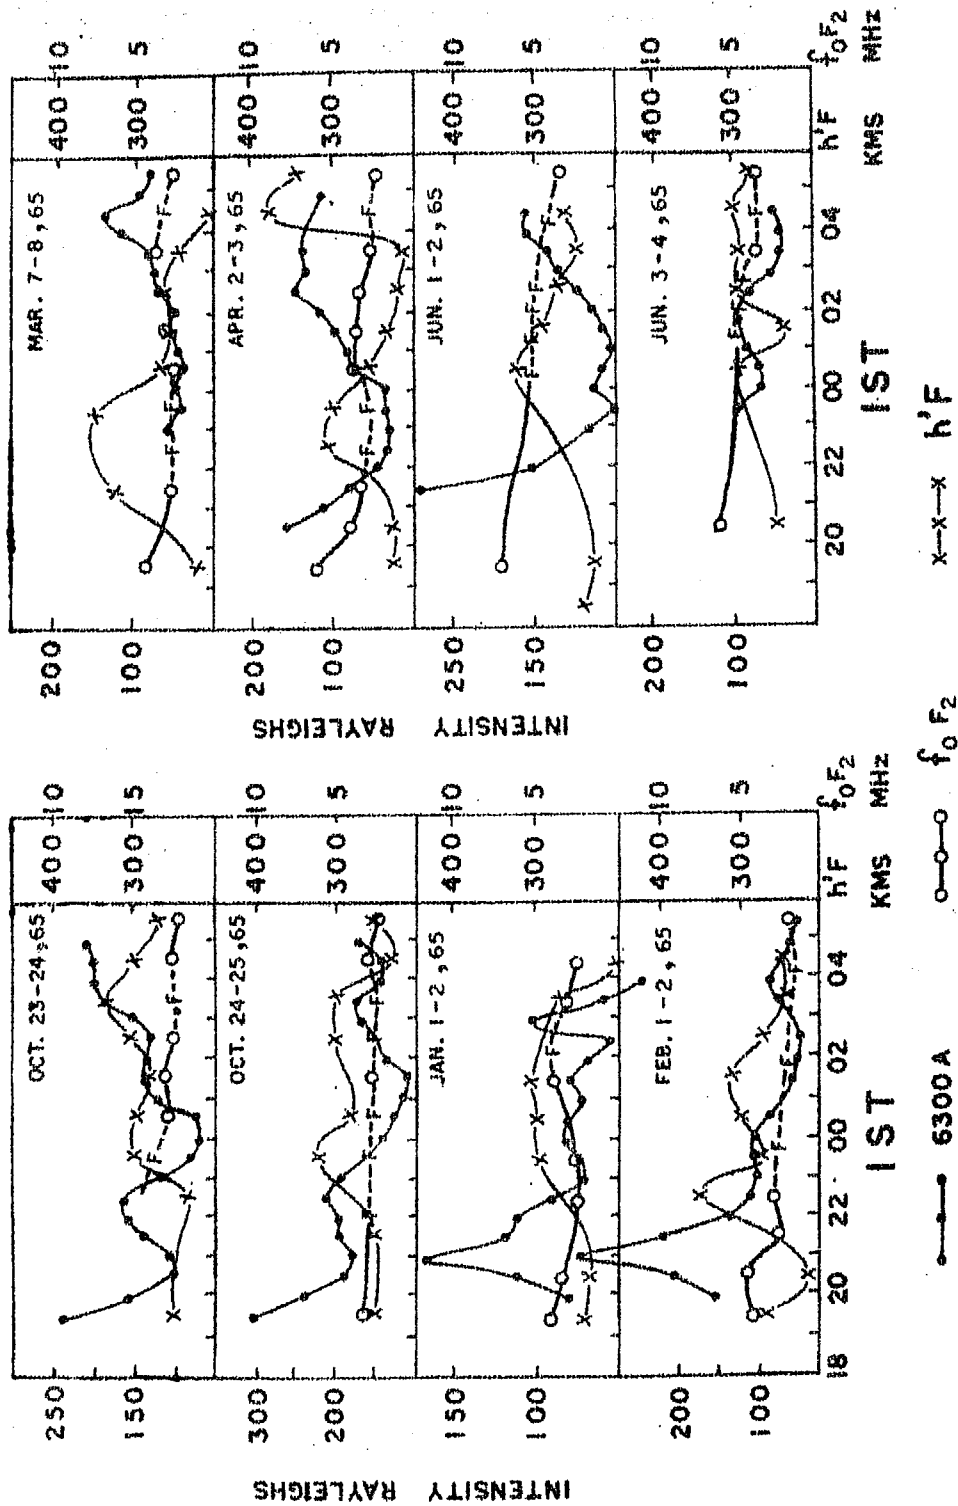 OCT. 23-24, 65
250
150
400
300
10
15
OCT. 24-25, 65
300
200
400
300
10
5
JAN. 1-2, 65
200
100
400
300
10
5
FEB. 1-2, 65
200
100
400
300
10
5
18
20
22
00
02
04
h'F
KMS
f₀F₂
MHz
IST
INTENSITY RAYLEIGHS
MAR. 7-8, 65
200
100
400
300
10
5
APR. 2-3, 65
200
100
400
300
10
5
JUN. 1-2, 65
250
150
400
300
10
5
JUN. 3-4, 65
200
100
400
300
10
5
20
22
00
02
04
h'F
KMS
f₀F₂
MHz
IST
INTENSITY RAYLEIGHS
6300 A
f₀F₂
x—x—x h'F